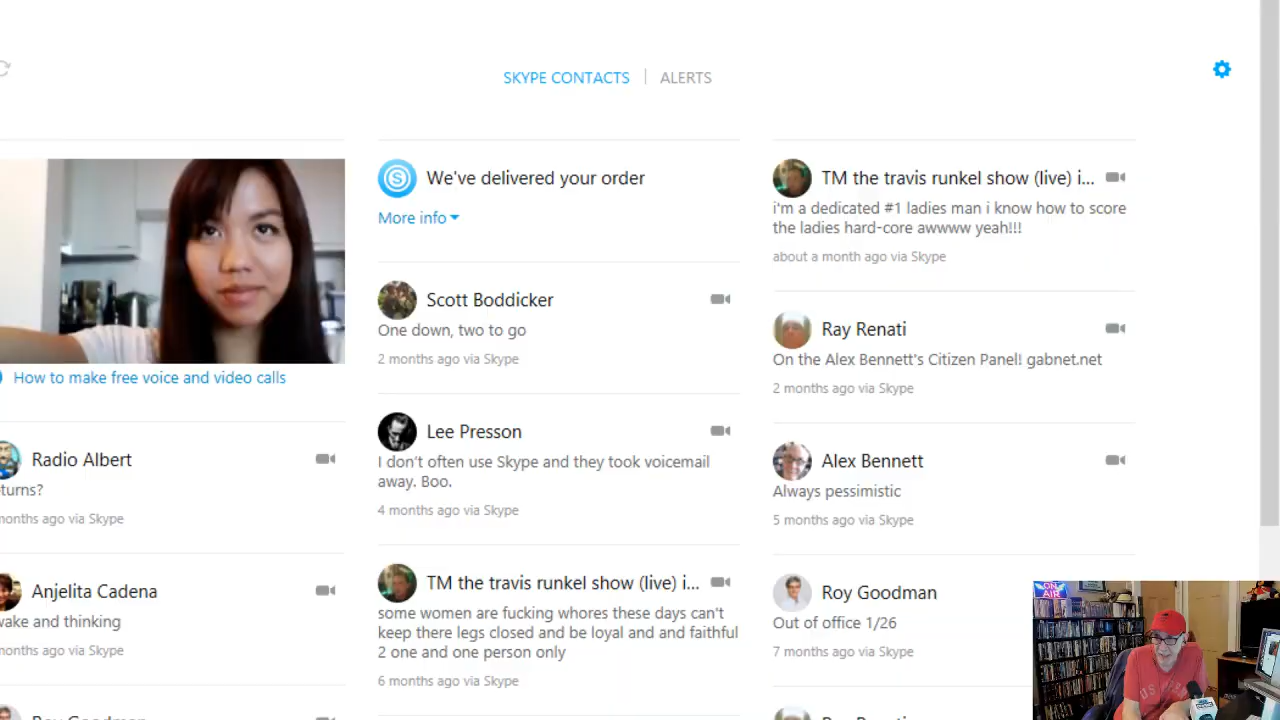 SKYPE CONTACTS
ALERTS
How to make free voice and video calls
Radio Albert
turns?
months ago via Skype
Anjelita Cadena
wake and thinking
months ago via Skype
We've delivered your order
More info
Scott Boddicker
One down, two to go
2 months ago via Skype
Lee Presson
I don't often use Skype and they took voicemail
away. Boo.
4 months ago via Skype
TM the travis runkel show (live) i...
some women are fucking whores these days can't
keep there legs closed and be loyal and and faithful
2 one and one person only
6 months ago via Skype
TM the travis runkel show (live) i...
i'm a dedicated #1 ladies man i know how to score
the ladies hard-core awwww yeah!!!
about a month ago via Skype
Ray Renati
On the Alex Bennett's Citizen Panel! gabnet.net
2 months ago via Skype
Alex Bennett
Always pessimistic
5 months ago via Skype
Roy Goodman
Out of office 1/26
7 months ago via Skype
ON
AIR